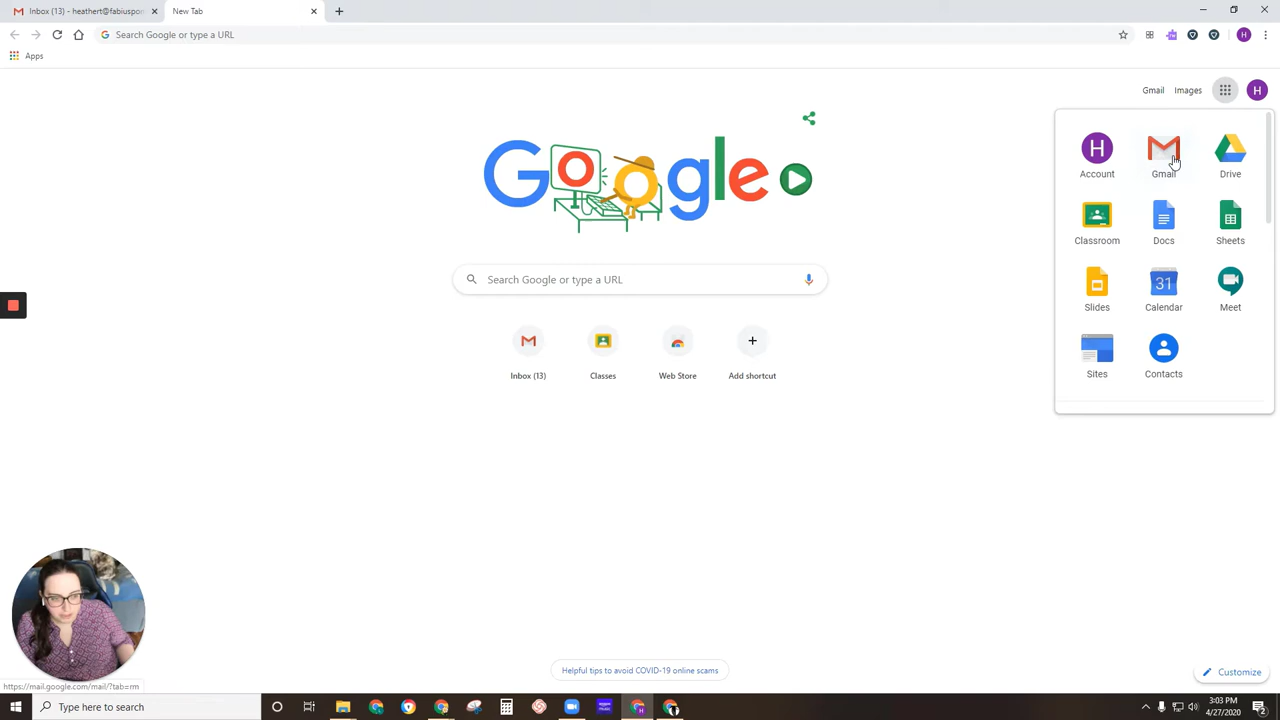 Inbox (13) - heathert@fabiuspom
New Tab
Search Google or type a URL
H
Apps
Gmail
Images
H
Google
H
Account
Gmail
Drive
Classroom
Docs
Sheets
Slides
31
Calendar
Meet
Sites
Contacts
Search Google or type a URL
Inbox (13)
Classes
Web Store
Add shortcut
Helpful tips to avoid COVID-19 online scams
Customize
https://mail.google.com/mail/?tab=rm
Type here to search
3:03 PM
4/27/2020